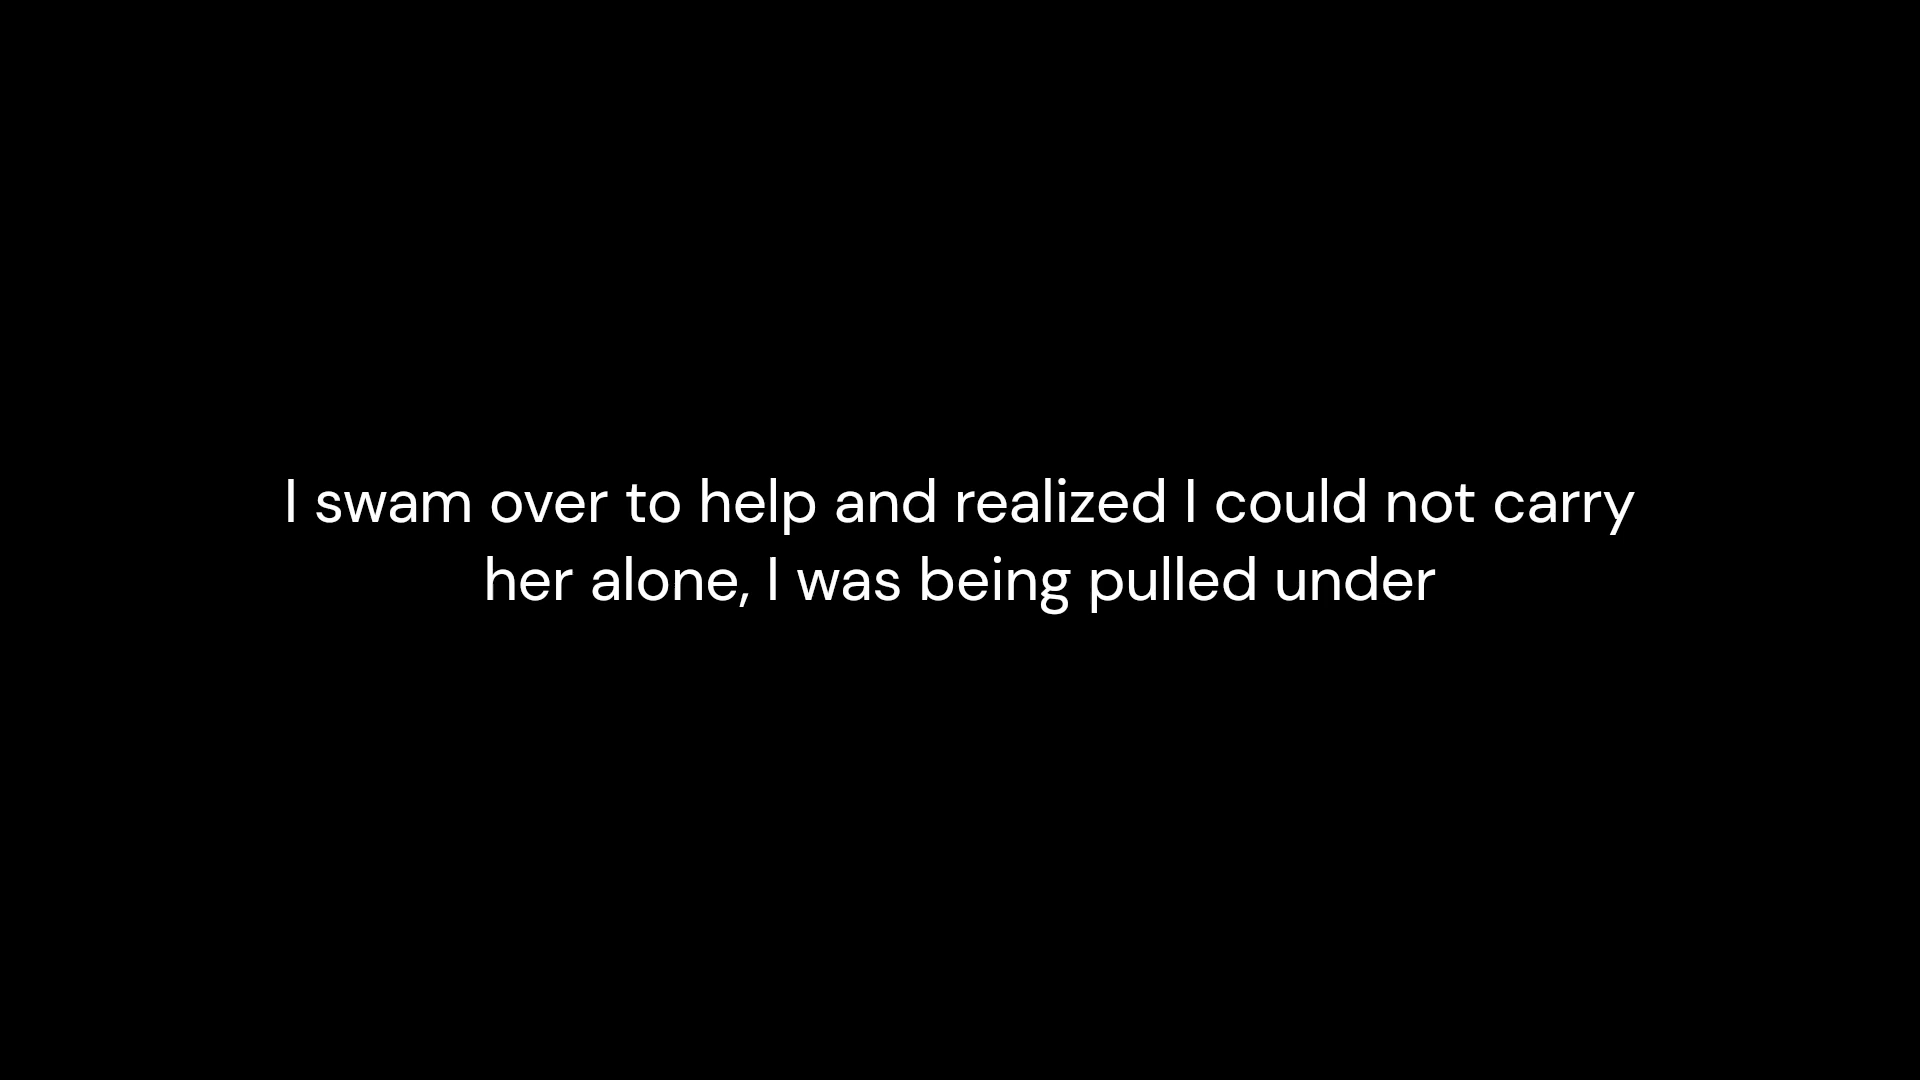 I swam over to help and realized I could not carry
her alone, I was being pulled under